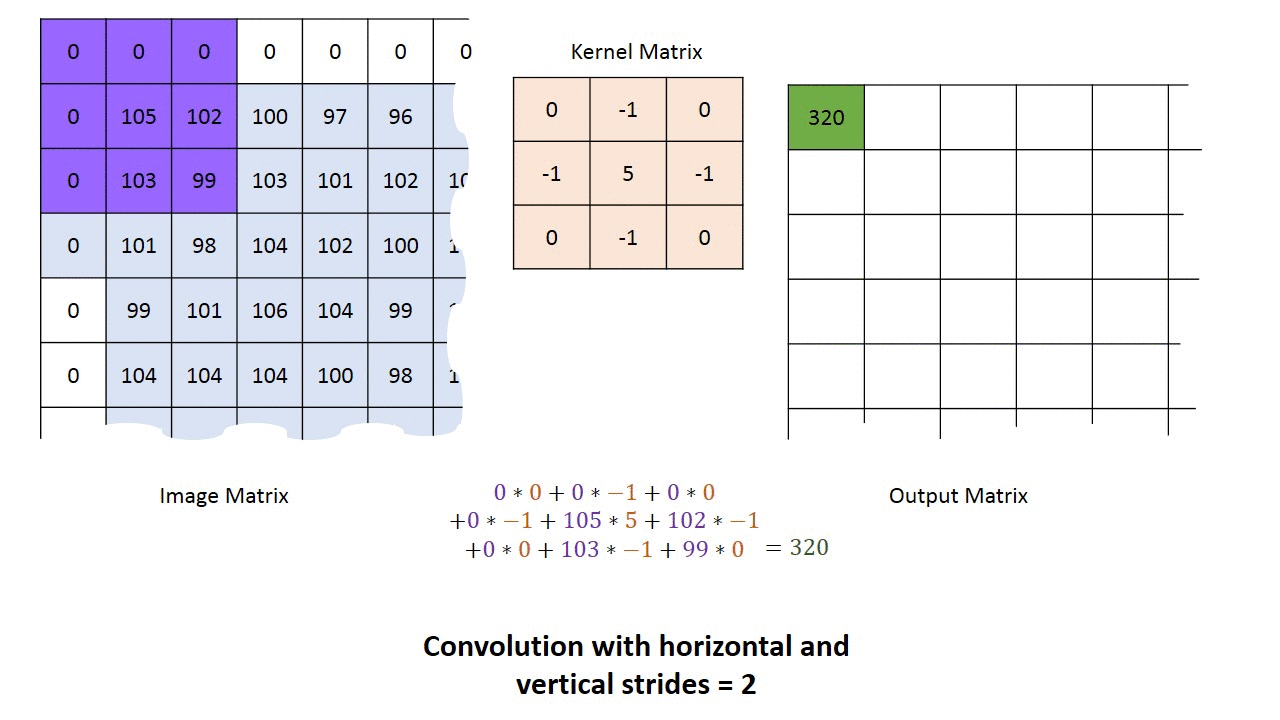 Kernel Matrix
0 0 0 0 0 0 0
0 105 102 100 97 96
0 103 99 103 101 102
0 101 98 104 102 100
0 99 101 106 104 99
0 104 104 104 100 98
0 -1 0
-1 5 -1
0 -1 0
320
Image Matrix
Output Matrix
0 * 0 + 0 * −1 + 0 * 0
+0 * −1 + 105 * 5 + 102 * −1
+0 * 0 + 103 * −1 + 99 * 0 = 320
Convolution with horizontal and
vertical strides = 2